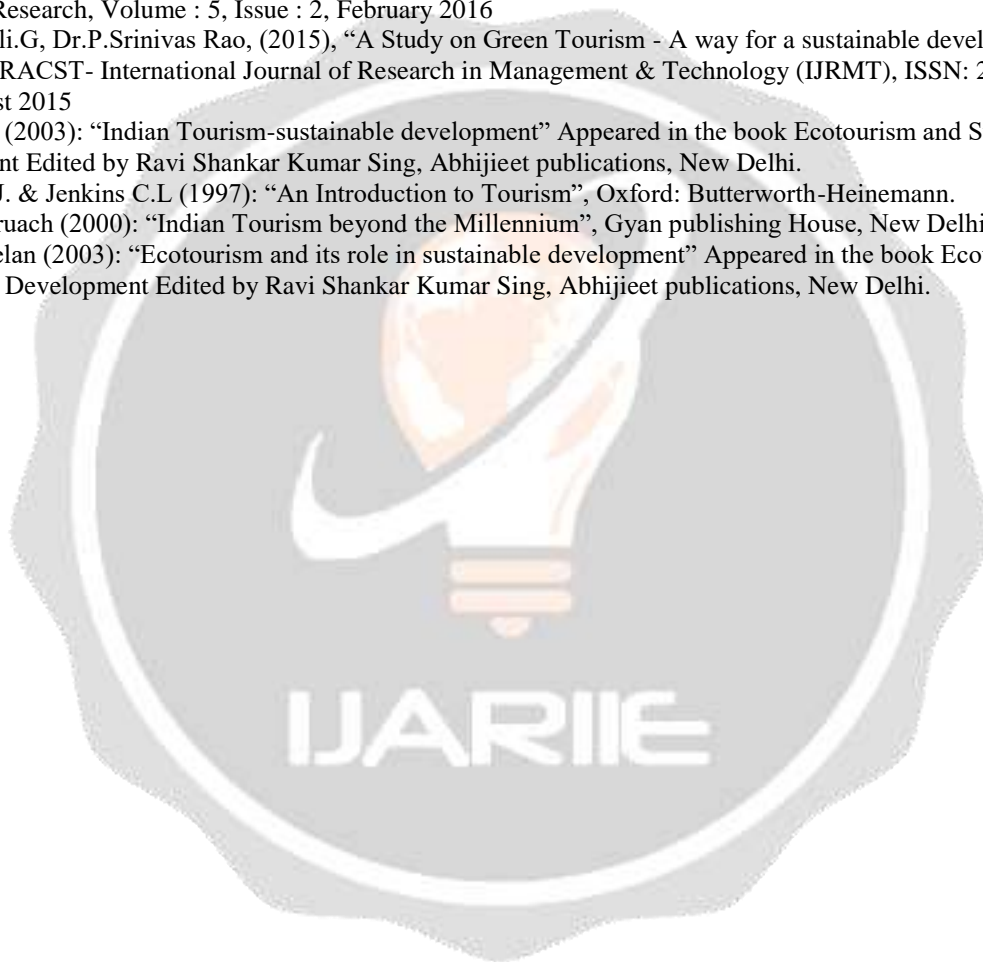 Research, Volume : 5, Issue : 2, February 2016
li.G, Dr.P.Srinivas Rao, (2015), “A Study on Green Tourism - A way for a sustainable devel
RACST- International Journal of Research in Management & Technology (IJRMT), ISSN: 2
st 2015
(2003): “Indian Tourism-sustainable development” Appeared in the book Ecotourism and S
nt Edited by Ravi Shankar Kumar Sing, Abhijieet publications, New Delhi.
J. & Jenkins C.L (1997): “An Introduction to Tourism”, Oxford: Butterworth-Heinemann.
ruach (2000): “Indian Tourism beyond the Millennium”, Gyan publishing House, New Delhi
elan (2003): “Ecotourism and its role in sustainable development” Appeared in the book Eco
Development Edited by Ravi Shankar Kumar Sing, Abhijieet publications, New Delhi.
IJARIIE